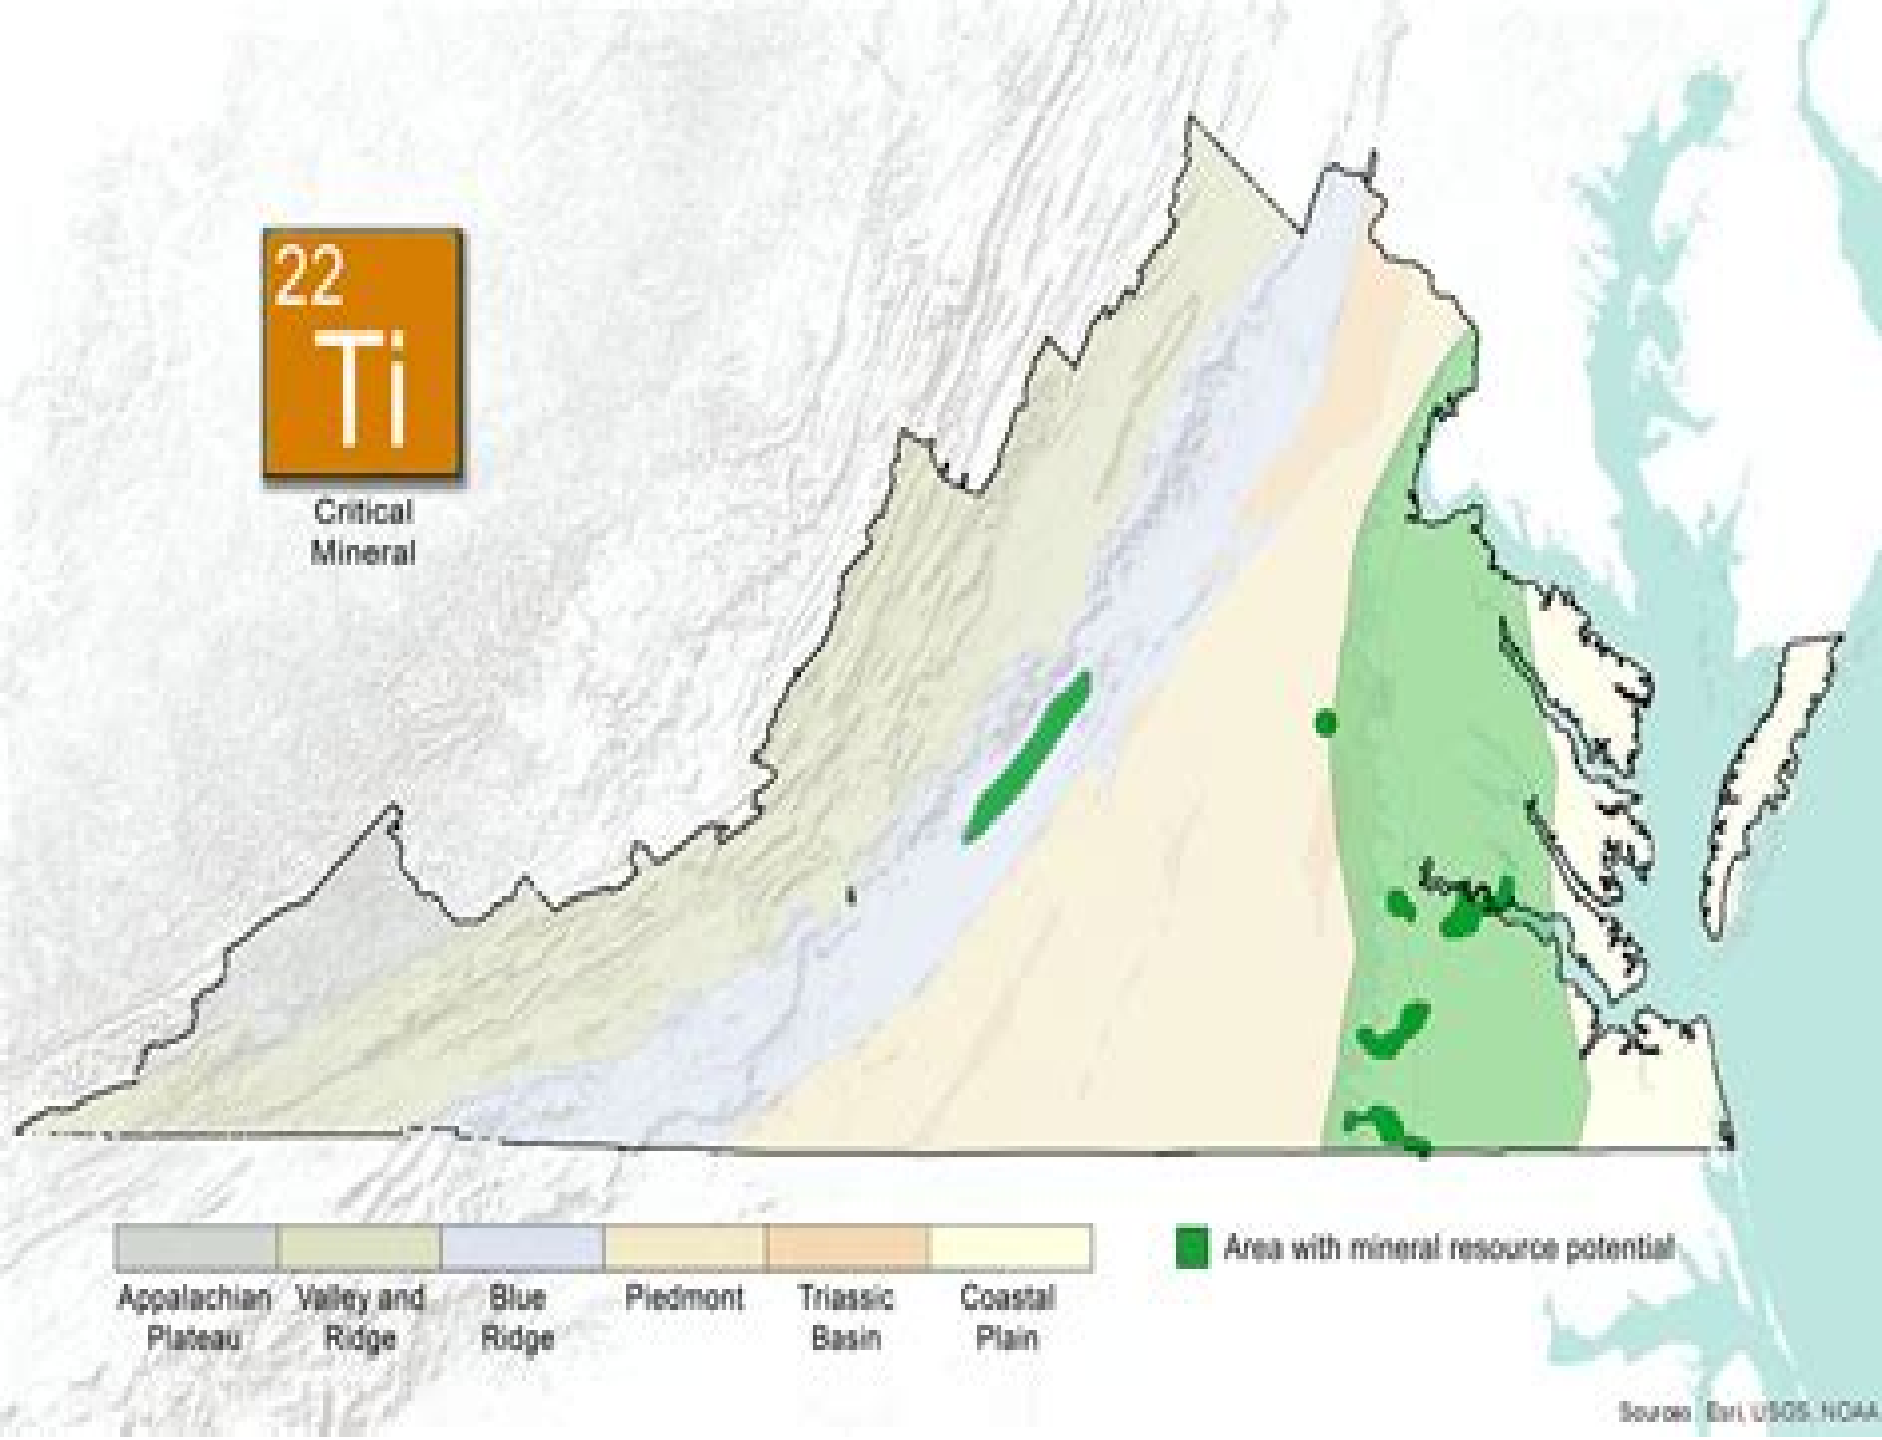 22
Ti
Critical
Mineral
Appalachian
Plateau
Valley and
Ridge
Blue
Ridge
Piedmont
Triassic
Basin
Coastal
Plain
Area with mineral resource potential
Sources: Esri, USGS, NOAA